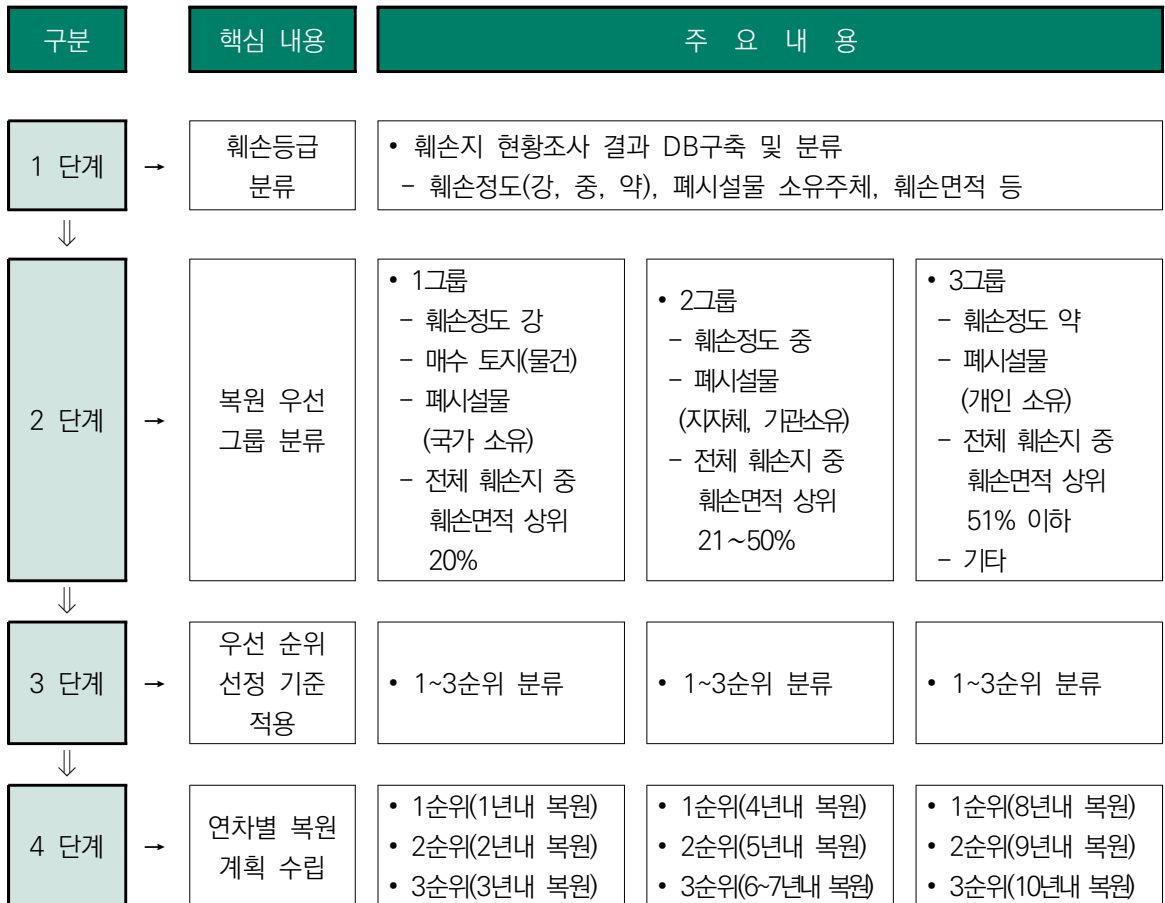 구분
핵심 내용
주 요 내 용
1 단계
→
훼손등급
분류
• 훼손지 현황조사 결과 DB구축 및 분류
- 훼손정도(강, 중, 약), 폐시설물 소유주체, 훼손면적 등
⇓
2 단계
→
복원 우선
그룹 분류
• 1그룹
- 훼손정도 강
- 매수 토지(물건)
- 폐시설물
(국가 소유)
- 전체 훼손지 중
훼손면적 상위
20%
• 2그룹
- 훼손정도 중
- 폐시설물
(지자체, 기관소유)
- 전체 훼손지 중
훼손면적 상위
21~50%
• 3그룹
- 훼손정도 약
- 폐시설물
(개인 소유)
- 전체 훼손지 중
훼손면적 상위
51% 이하
- 기타
⇓
3 단계
→
우선 순위
선정 기준
적용
• 1~3순위 분류
• 1~3순위 분류
• 1~3순위 분류
⇓
4 단계
→
연차별 복원
계획 수립
• 1순위(1년내 복원)
• 2순위(2년내 복원)
• 3순위(3년내 복원)
• 1순위(4년내 복원)
• 2순위(5년내 복원)
• 3순위(6~7년내 복원)
• 1순위(8년내 복원)
• 2순위(9년내 복원)
• 3순위(10년내 복원)